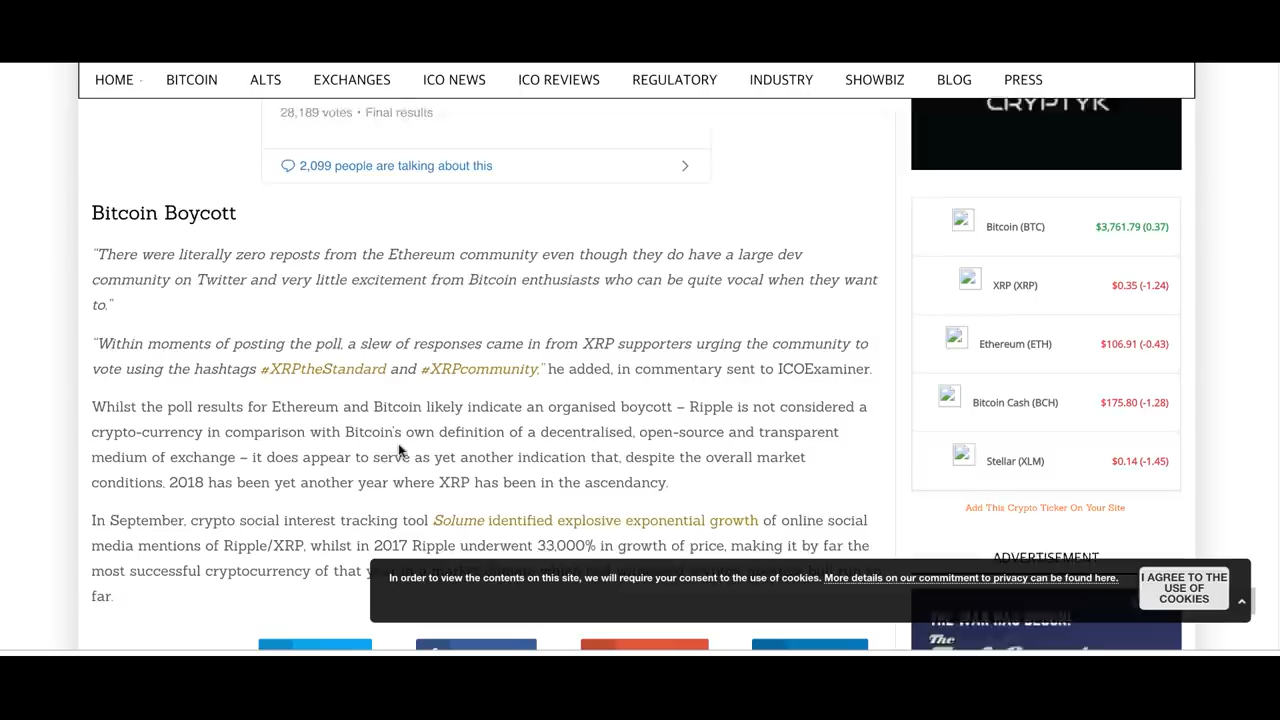 HOME BITCOIN ALTS EXCHANGES ICO NEWS ICO REVIEWS REGULATORY INDUSTRY SHOWBIZ BLOG PRESS
28,189 votes • Final results
2,099 people are talking about this
Bitcoin Boycott
"There were literally zero reposts from the Ethereum community even though they do have a large dev
community on Twitter and very little excitement from Bitcoin enthusiasts who can be quite vocal when they want
to."
"Within moments of posting the poll, a slew of responses came in from XRP supporters urging the community to
vote using the hashtags #XRPtheStandard and #XRPcommunity," he added, in commentary sent to ICOExaminer.
Whilst the poll results for Ethereum and Bitcoin likely indicate an organised boycott – Ripple is not considered a
crypto-currency in comparison with Bitcoin's own definition of a decentralised, open-source and transparent
medium of exchange – it does appear to serve as yet another indication that, despite the overall market
conditions. 2018 has been yet another year where XRP has been in the ascendancy.
In September, crypto social interest tracking tool Solume identified explosive exponential growth of online social
media mentions of Ripple/XRP, whilst in 2017 Ripple underwent 33,000% in growth of price, making it by far the
most successful cryptocurrency of that
far.
CRYPTYK
Bitcoin (BTC) $3,761.79 (0.37)
XRP (XRP) $0.35 (-1.24)
Ethereum (ETH) $106.91 (-0.43)
Bitcoin Cash (BCH) $175.80 (-1.28)
Stellar (XLM) $0.14 (-1.45)
Add This Crypto Ticker On Your Site
ADVERTISEMENT
In order to view the contents on this site, we will require your consent to the use of cookies. More details on our commitment to privacy can be found here.
I AGREE TO THE
USE OF
COOKIES
The